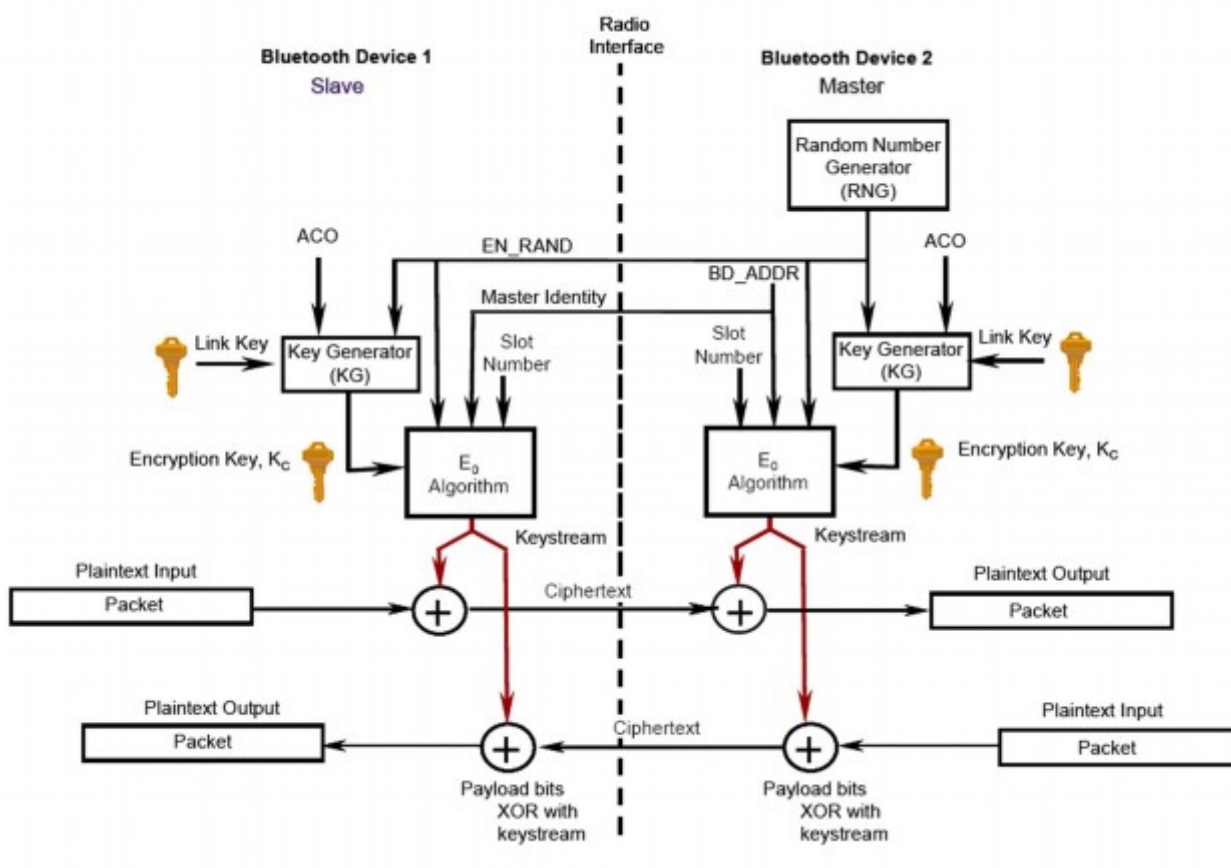 Radio
Interface
Bluetooth Device 1
Slave
Bluetooth Device 2
Master
Random Number
Generator
(RNG)
ACO
EN_RAND
ACO
BD_ADDR
Master Identity
Link Key
Key Generator
(KG)
Slot
Number
Slot
Number
Key Generator
(KG)
Link Key
Encryption Key, KC
E0
Algorithm
E0
Algorithm
Encryption Key, KC
Keystream
Keystream
Plaintext Input
Packet
Ciphertext
Plaintext Output
Packet
Plaintext Output
Packet
Ciphertext
Plaintext Input
Packet
Payload bits
XOR with
keystream
Payload bits
XOR with
keystream